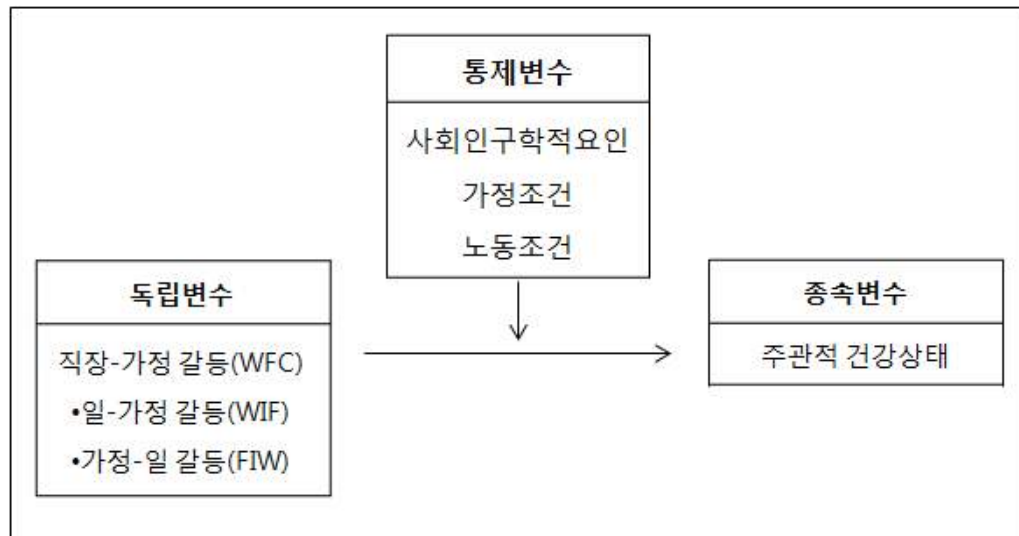 통제변수
사회인구학적요인
가정조건
노동조건
독립변수
직장-가정 갈등(WFC)
•일-가정 갈등(WIF)
•가정-일 갈등(FIW)
종속변수
주관적 건강상태